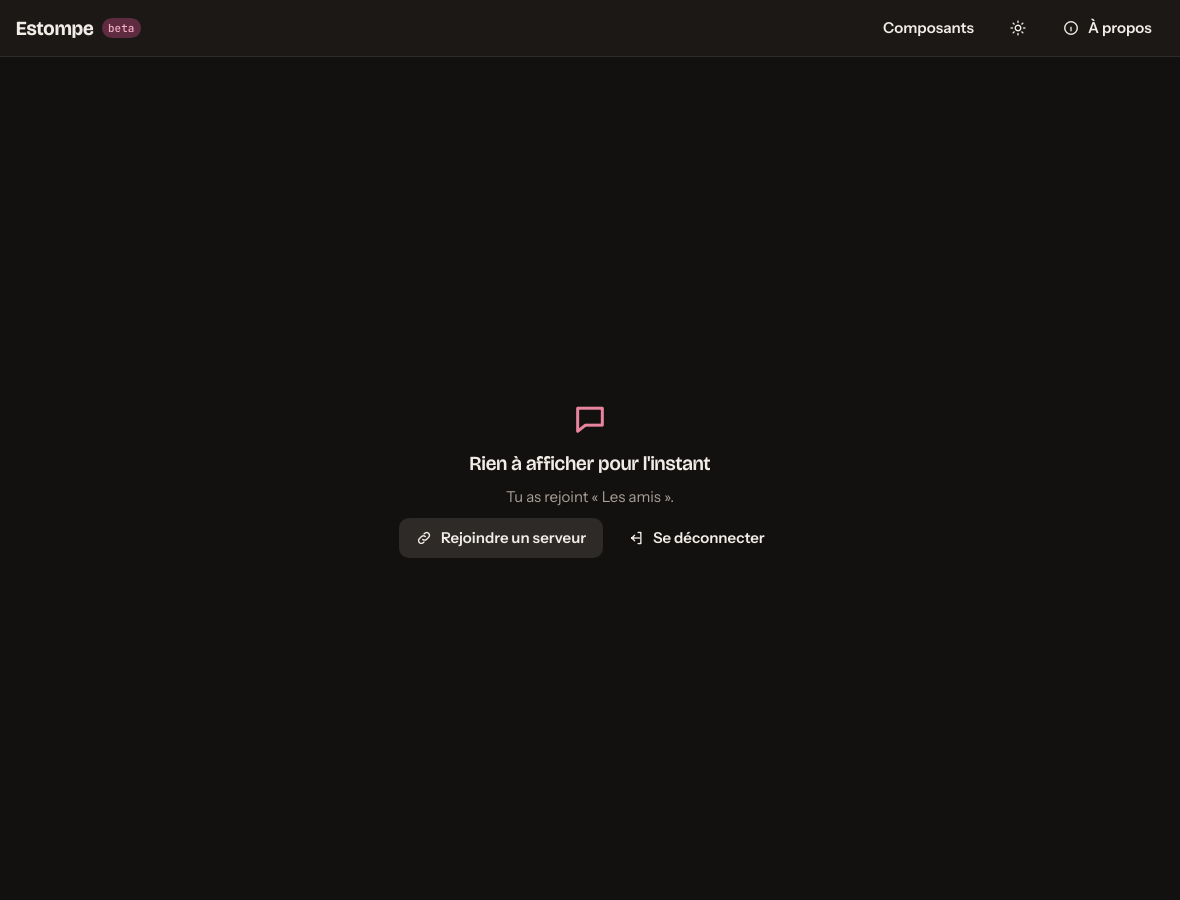 Estompe beta Composants À propos
Rien à afficher pour l'instant
Tu as rejoint « Les amis ».
Rejoindre un serveur Se déconnecter